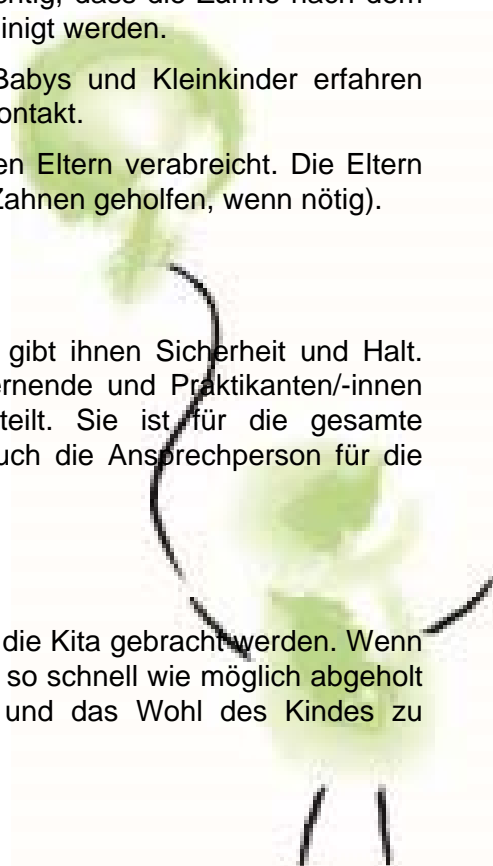 dass die Zähne nach dem
einigt werden.
Babys und Kleinkinder erfahren
ontakt.
en Eltern verabreicht. Die Eltern
Zahnen geholfen, wenn nötig).
gibt ihnen Sicherheit und Halt.
ernende und Praktikanten/-innen
teilt. Sie ist für die gesamte
uch die Ansprechperson für die
die Kita gebracht werden. Wenn
so schnell wie möglich abgeholt
und das Wohl des Kindes zu